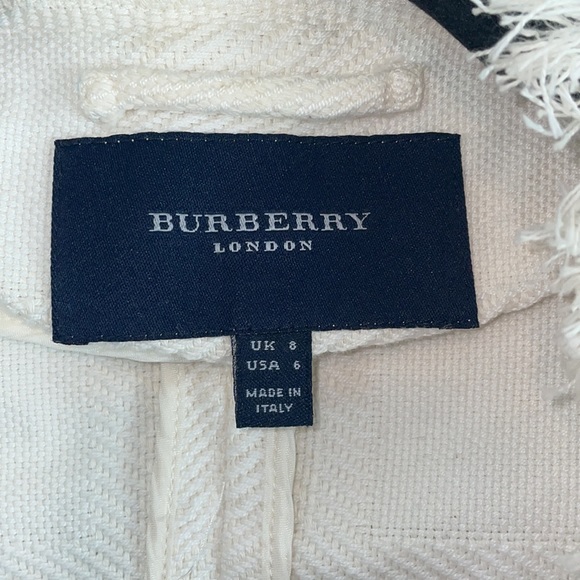 BURBERRY
LONDON
UK 8
USA 6
MADE IN
ITALY